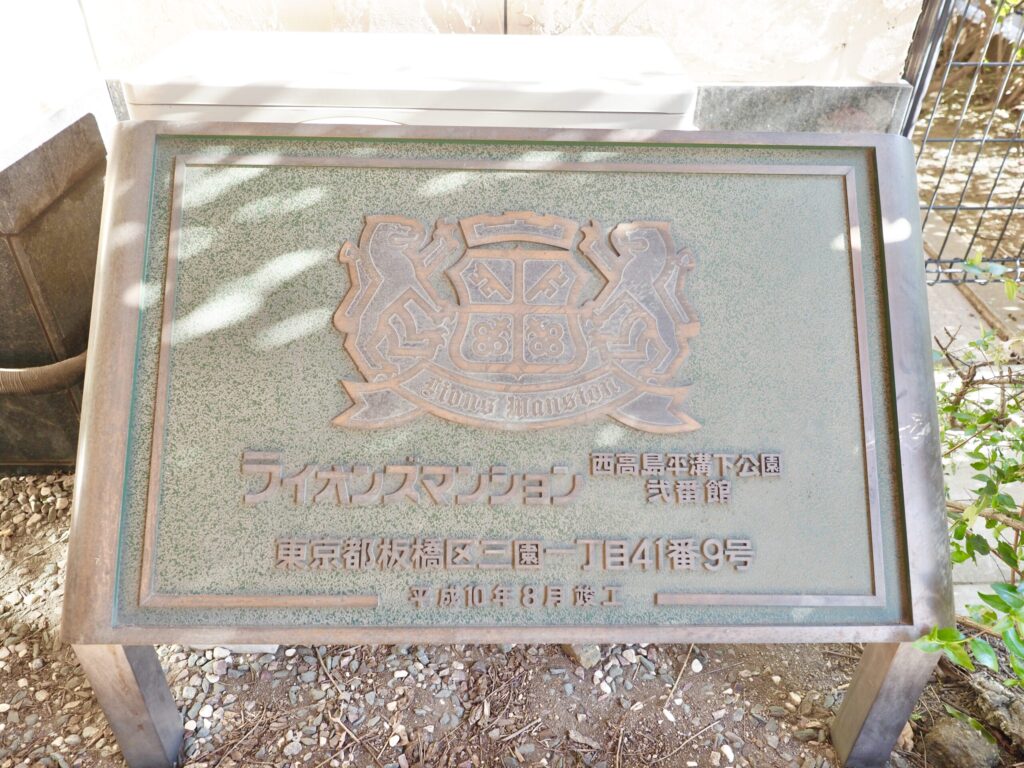 Lions Mansion
ライオンズマンション 西高島平溝下公園
弐番館
東京都板橋区三園一丁目41番9号
平成10年8月竣工